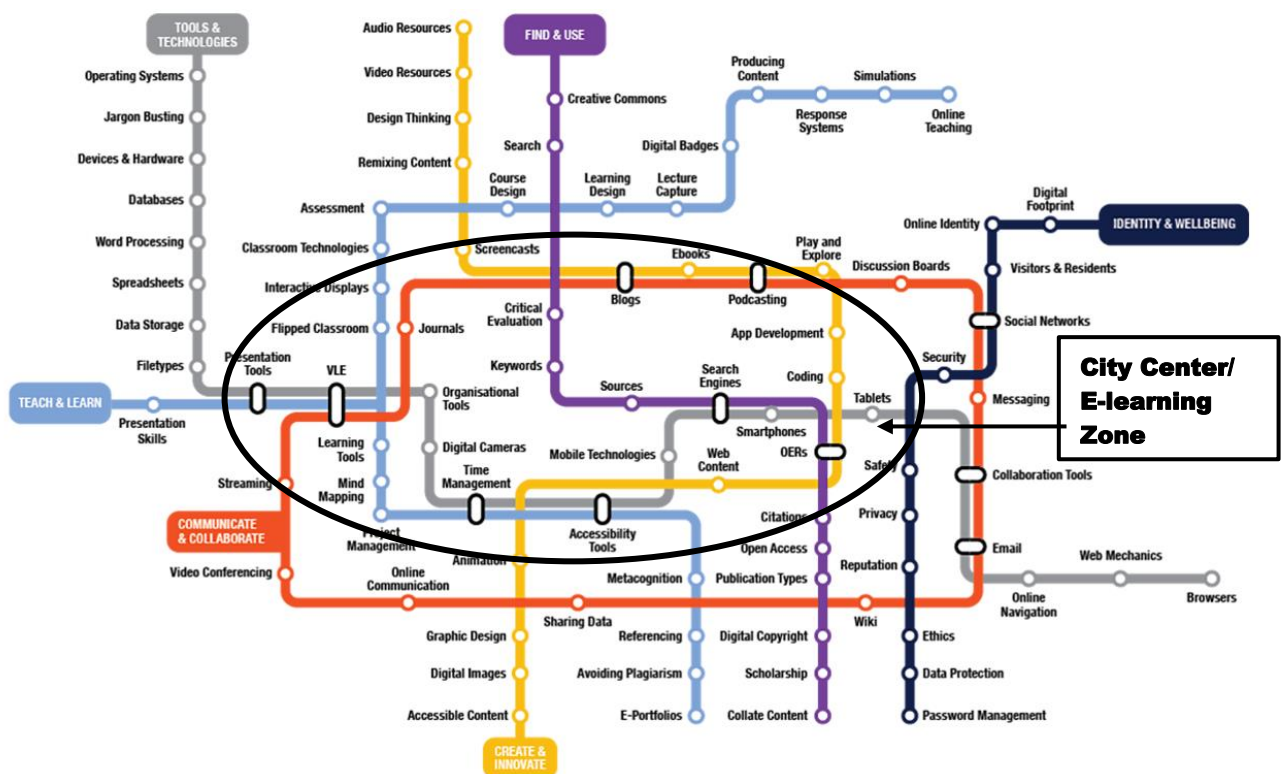 TOOLS &
TECHNOLOGIES
Operating Systems
Jargon Busting
Devices & Hardware
Databases
Word Processing
Spreadsheets
Data Storage
Filetypes
Presentation
Tools
VLE
TEACH & LEARN
Presentation
Skills
Audio Resources
Video Resources
Design Thinking
Remixing Content
Screencasts
FIND & USE
Creative Commons
Search
Critical
Evaluation
Keywords
Sources
Search
Engines
Smartphones
OERs
Tablets
Producing
Content
Simulations
Response
Systems
Online
Teaching
Digital Badges
Course
Design
Learning
Design
Lecture
Capture
Assessment
Classroom Technologies
Interactive Displays
Flipped Classroom
Journals
Blogs
Ebooks
Podcasting
Play and
Explore
Discussion Boards
App Development
Coding
Online Identity
Digital
Footprint
IDENTITY & WELLBEING
Visitors & Residents
Social Networks
Security
Messaging
City Center/
E-learning
Zone
Organisational
Tools
Digital Cameras
Learning
Tools
Mind
Mapping
Time
Management
Mobile Technologies
Web
Content
Project
Management
Accessibility
Tools
Streaming
COMMUNICATE
& COLLABORATE
Video Conferencing
Online
Communication
Animation
Sharing Data
Metacognition
Referencing
Avoiding Plagiarism
E-Portfolios
Graphic Design
Digital Images
Accessible Content
CREATE &
INNOVATE
Citations
Open Access
Publication Types
Digital Copyright
Scholarship
Collate Content
Safety
Privacy
Reputation
Wiki
Ethics
Data Protection
Password Management
Collaboration Tools
Email
Online
Navigation
Web Mechanics
Browsers